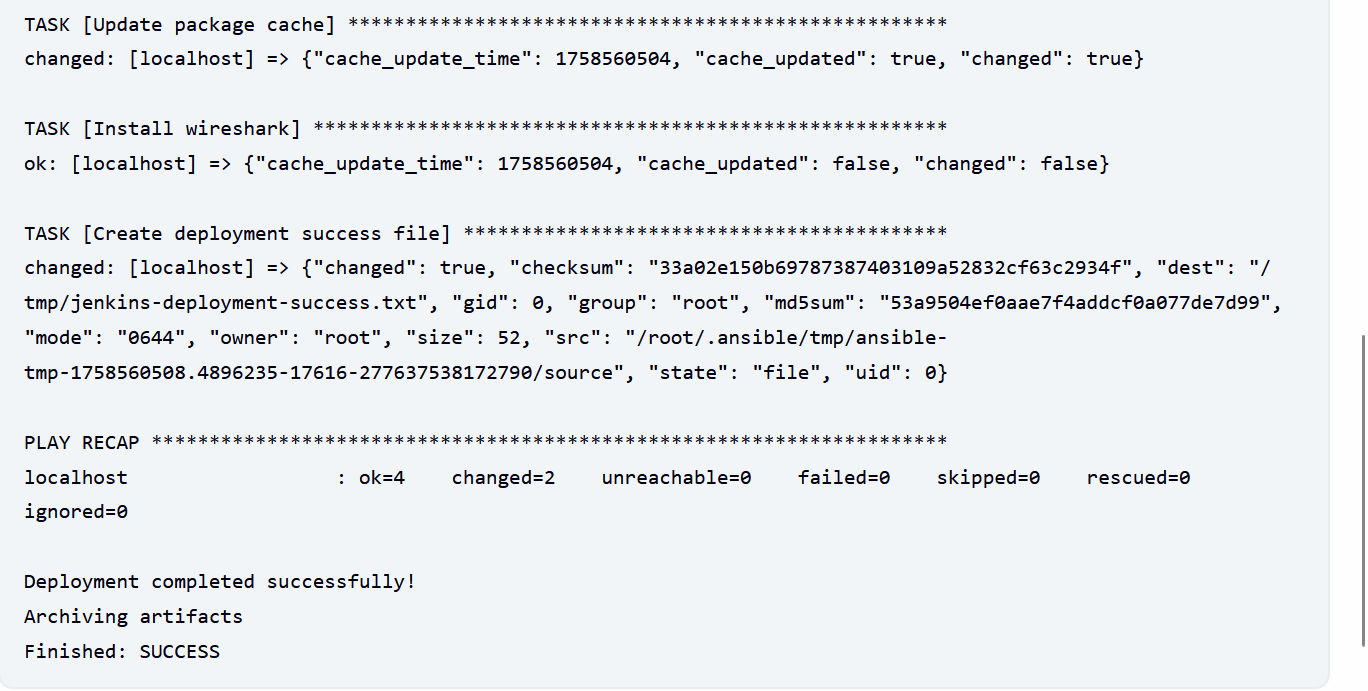 TASK [Update package cache] ****************************************************
changed: [localhost] => {"cache_update_time": 1758560504, "cache_updated": true, "changed": true}
TASK [Install wireshark] *******************************************************
ok: [localhost] => {"cache_update_time": 1758560504, "cache_updated": false, "changed": false}
TASK [Create deployment success file] ******************************************
changed: [localhost] => {"changed": true, "checksum": "33a02e150b69787387403109a52832cf63c2934f", "dest": "/
tmp/jenkins-deployment-success.txt", "gid": 0, "group": "root", "md5sum": "53a9504ef0aae7f4addcf0a077de7d99",
"mode": "0644", "owner": "root", "size": 52, "src": "/root/.ansible/tmp/ansible-
tmp-1758560508.4896235-17616-277637538172790/source", "state": "file", "uid": 0}
PLAY RECAP *********************************************************************
localhost                  : ok=4    changed=2    unreachable=0    failed=0    skipped=0    rescued=0
ignored=0
Deployment completed successfully!
Archiving artifacts
Finished: SUCCESS